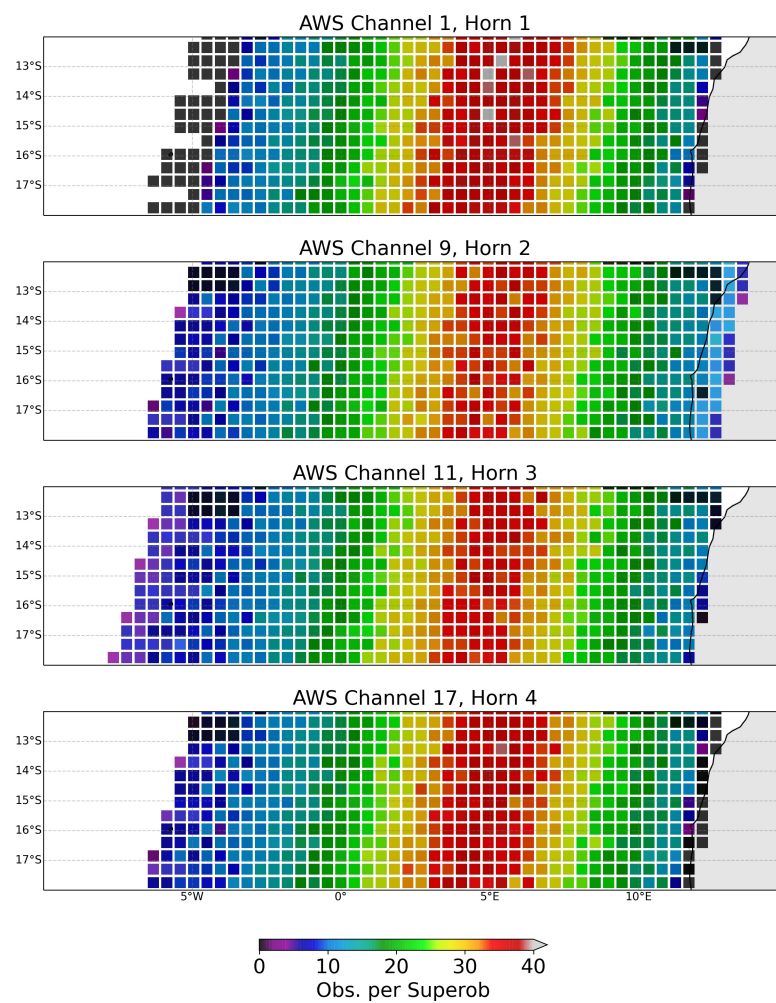 AWS Channel 1, Horn 1
13°S
14°S
15°S
16°S
17°S
AWS Channel 9, Horn 2
13°S
14°S
15°S
16°S
17°S
AWS Channel 11, Horn 3
13°S
14°S
15°S
16°S
17°S
AWS Channel 17, Horn 4
13°S
14°S
15°S
16°S
17°S
5°W 0° 5°E 10°E
0 10 20 30 40
Obs. per Superob